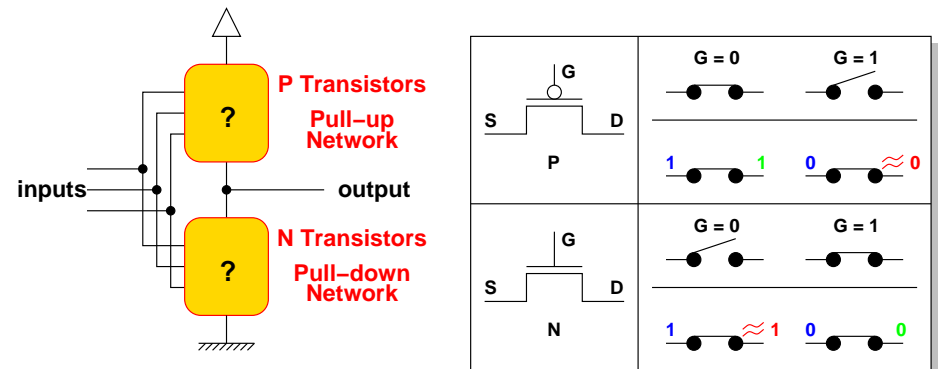 P Transistors
Pull−up
Network
?
inputs
output
N Transistors
Pull−down
Network
?
G
S D
P
G = 0 G = 1
1 1 0 ≈ 0
G
S D
N
G = 0 G = 1
1 ≈ 1 0 0